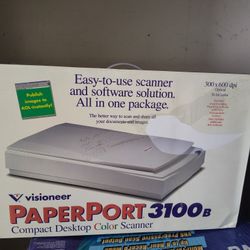 Publish
images to
AOL-Instantly!
Easy-to-use scanner
and software solution.
All in one package.
The better way to scan and share all
your documents and images.
300 x 600 dpi
Optical
visioneer
PAPERPORT 3100B
Compact Desktop Color Scanner